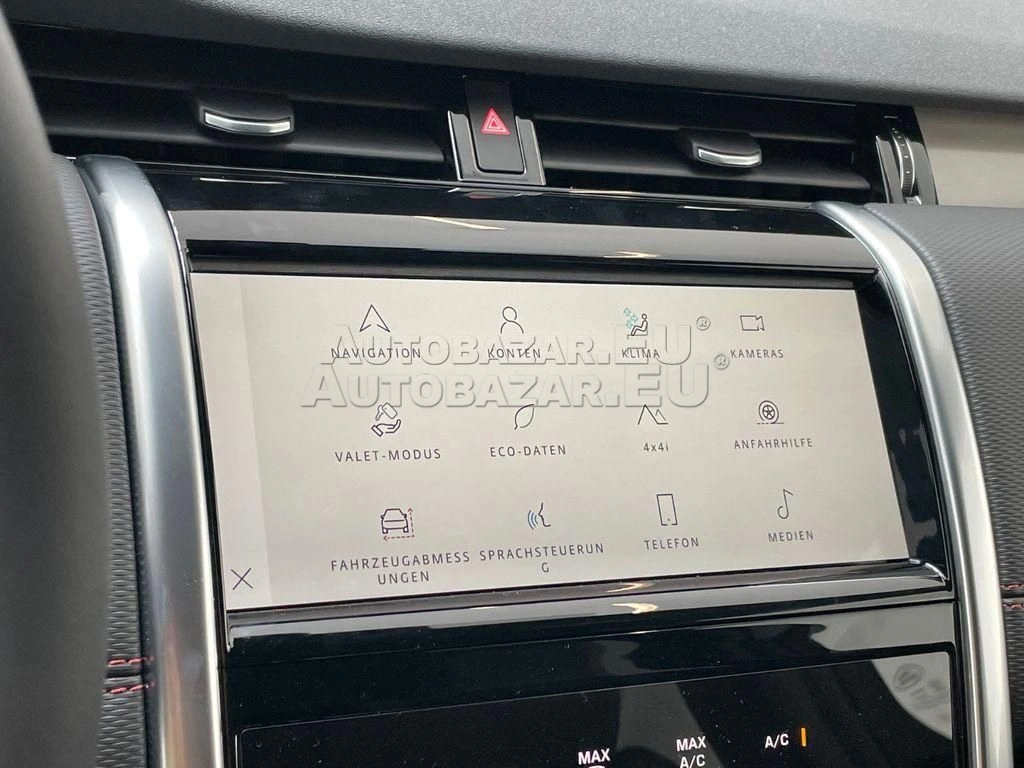 AUTOBAZAR.EU®
AUTOBAZAR.EU®
NAVIGATION KONTEN KLIMA KAMERAS
VALET-MODUS ECO-DATEN 4x4i ANFAHRHILFE
FAHRZEUGABMESS
UNGEN
SPRACHSTEUERUN
G
TELEFON MEDIEN
MAX MAX
A/C
A/C